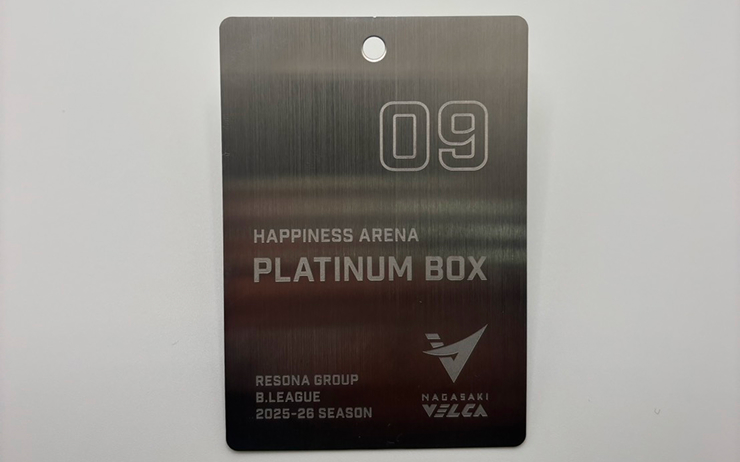 09
HAPPINESS ARENA
PLATINUM BOX
RESONA GROUP
B.LEAGUE
2025-26 SEASON
NAGASAKI
VELCA